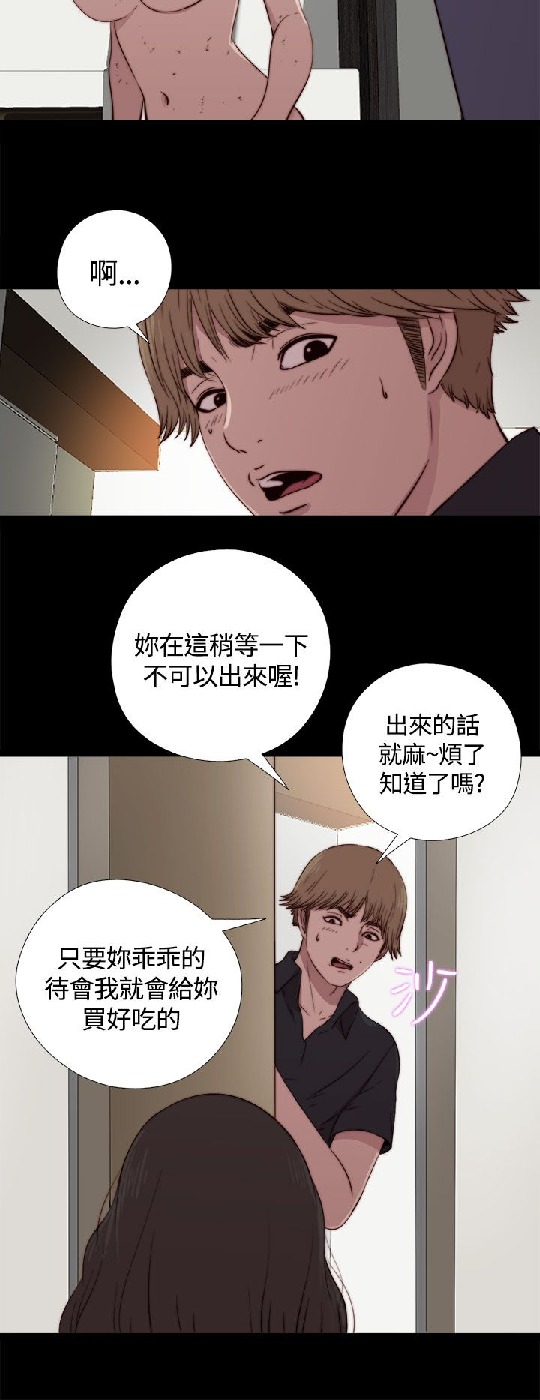 啊...
妳在這稍等一下
不可以出來喔!
出來的話
就麻~煩了
知道了嗎?
只要妳乖乖的
待會我就會給妳
買好吃的
沙